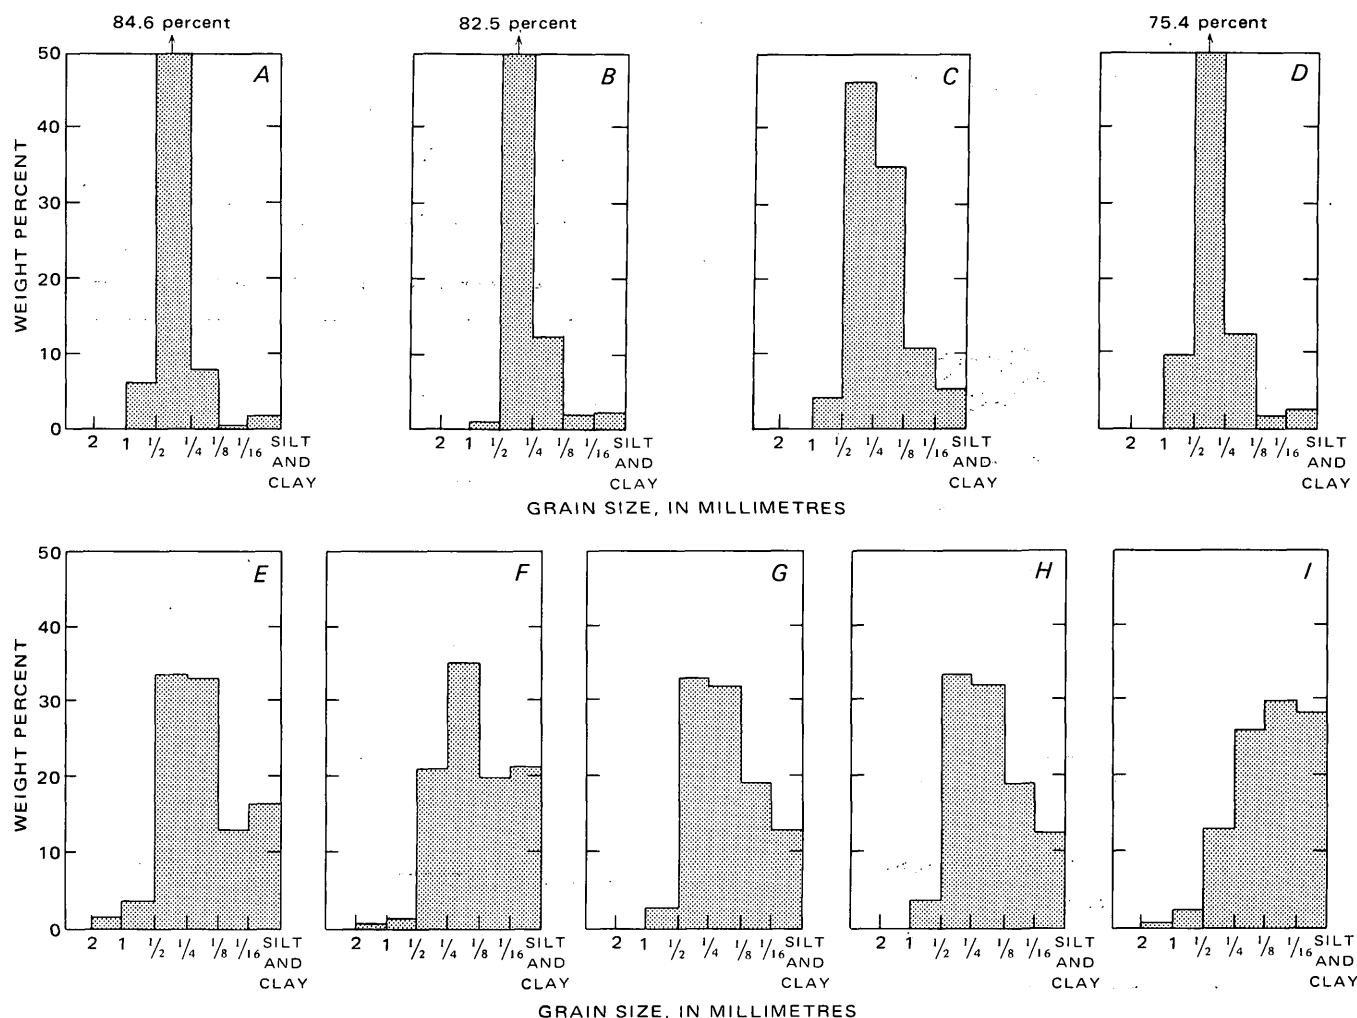 84.6 percent
82.5 percent
75.4 percent
A
B
C
D
50
40
30
20
10
0
WEIGHT PERCENT
2 1 1/2 1/4 1/8 1/16 SILT
AND
CLAY
2 1 1/2 1/4 1/8 1/16 SILT
AND
CLAY
2 1 1/2 1/4 1/8 1/16 SILT
AND
CLAY
2 1 1/2 1/4 1/8 1/16 SILT
AND
CLAY
GRAIN SIZE, IN MILLIMETRES
E
F
G
H
I
50
40
30
20
10
0
WEIGHT PERCENT
2 1 1/2 1/4 1/8 1/16 SILT
AND
CLAY
2 1 1/2 1/4 1/8 1/16 SILT
AND
CLAY
2 1 1/2 1/4 1/8 1/16 SILT
AND
CLAY
2 1 1/2 1/4 1/8 1/16 SILT
AND
CLAY
2 1 1/2 1/4 1/8 1/16 SILT
AND
CLAY
GRAIN SIZE, IN MILLIMETRES